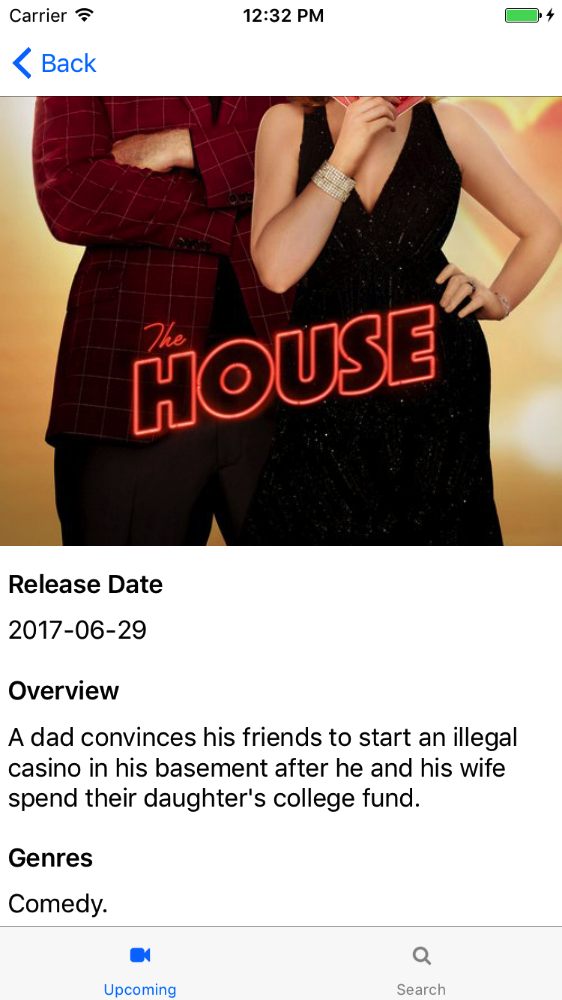 Carrier 12:32 PM
Back
The
HOUSE
Release Date
2017-06-29
Overview
A dad convinces his friends to start an illegal
casino in his basement after he and his wife
spend their daughter's college fund.
Genres
Comedy.
Upcoming Search